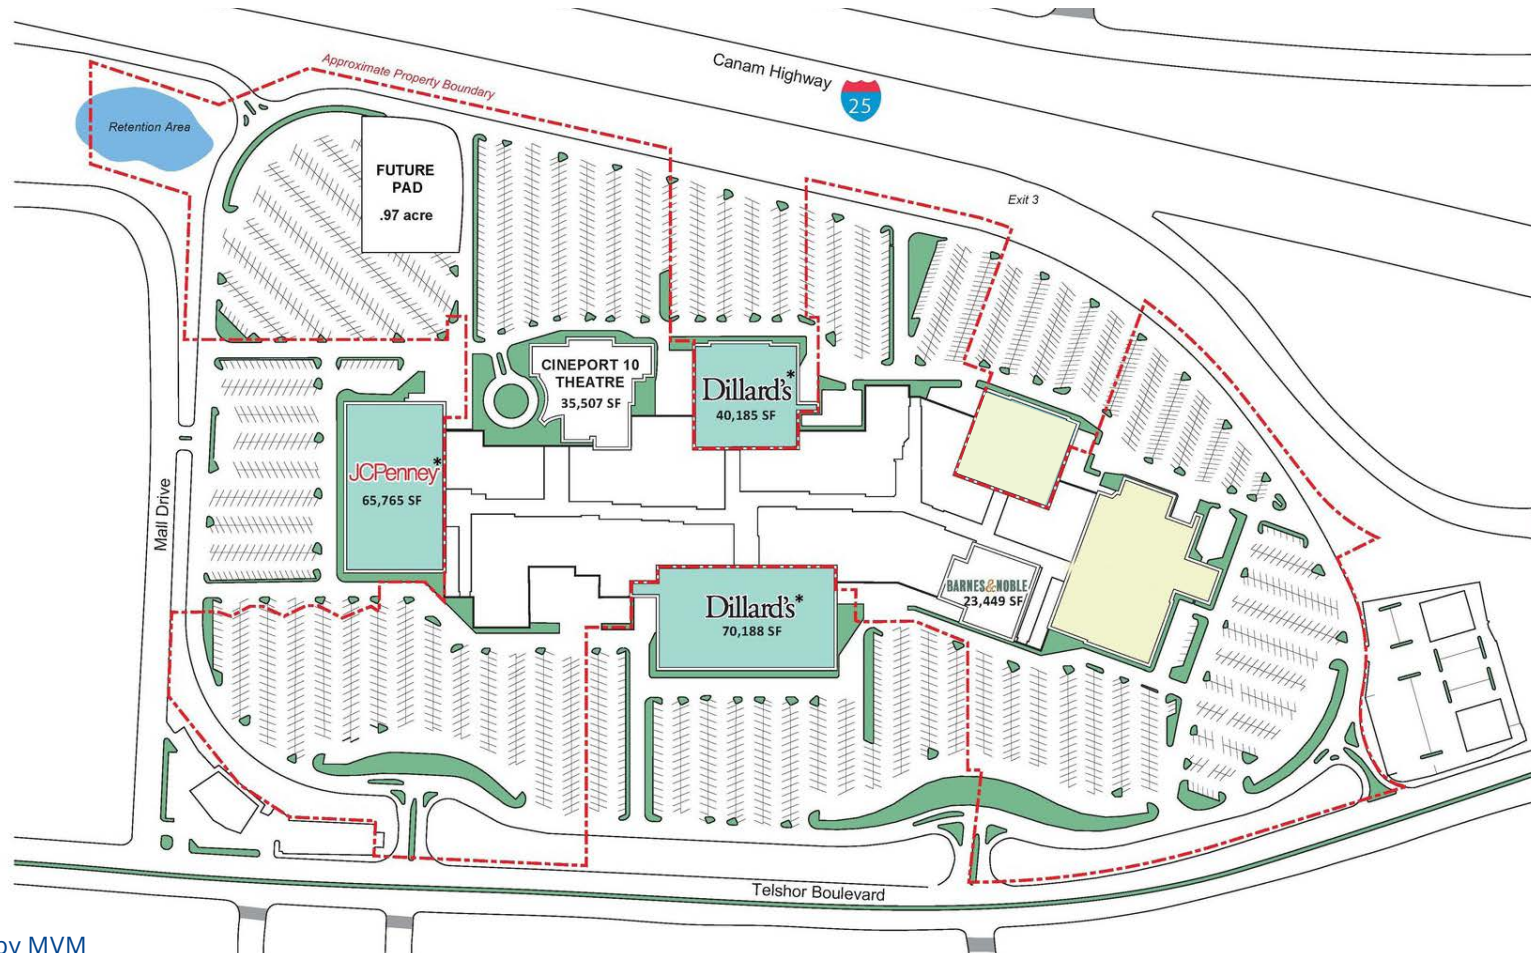 Approximate Property Boundary
Canam Highway
25
Retention Area
FUTURE
PAD
.97 acre
Exit 3
CINEPORT 10
THEATRE
35,507 SF
Dillard's*
40,185 SF
JCPenney*
65,765 SF
Mall Drive
BARNES&NOBLE
23,449 SF
Dillard's*
70,188 SF
Telshor Boulevard
by MVM